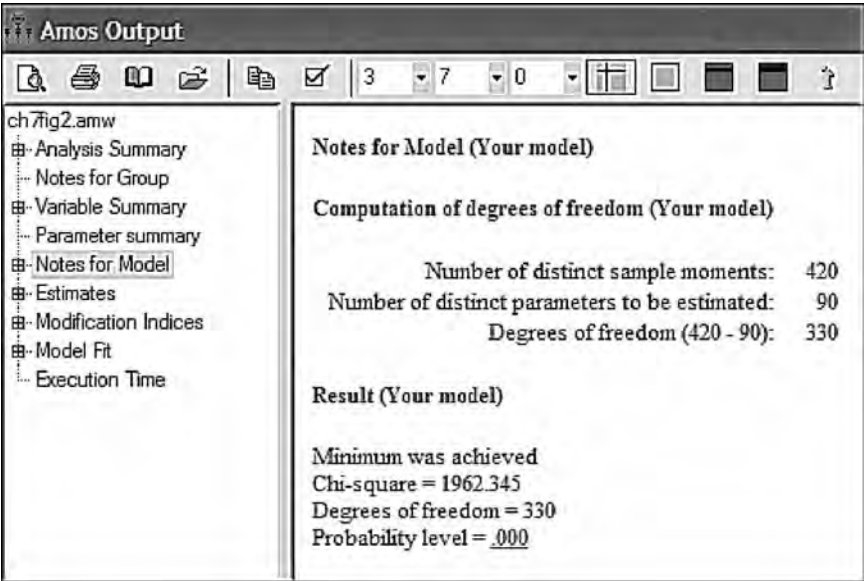 Amos Output
3 7 0
ch7fig2.amw
Analysis Summary
Notes for Group
Variable Summary
Parameter summary
Notes for Model
Estimates
Modification Indices
Model Fit
Execution Time
Notes for Model (Your model)
Computation of degrees of freedom (Your model)
Number of distinct sample moments: 420
Number of distinct parameters to be estimated: 90
Degrees of freedom (420 - 90): 330
Result (Your model)
Minimum was achieved
Chi-square = 1962.345
Degrees of freedom = 330
Probability level = .000